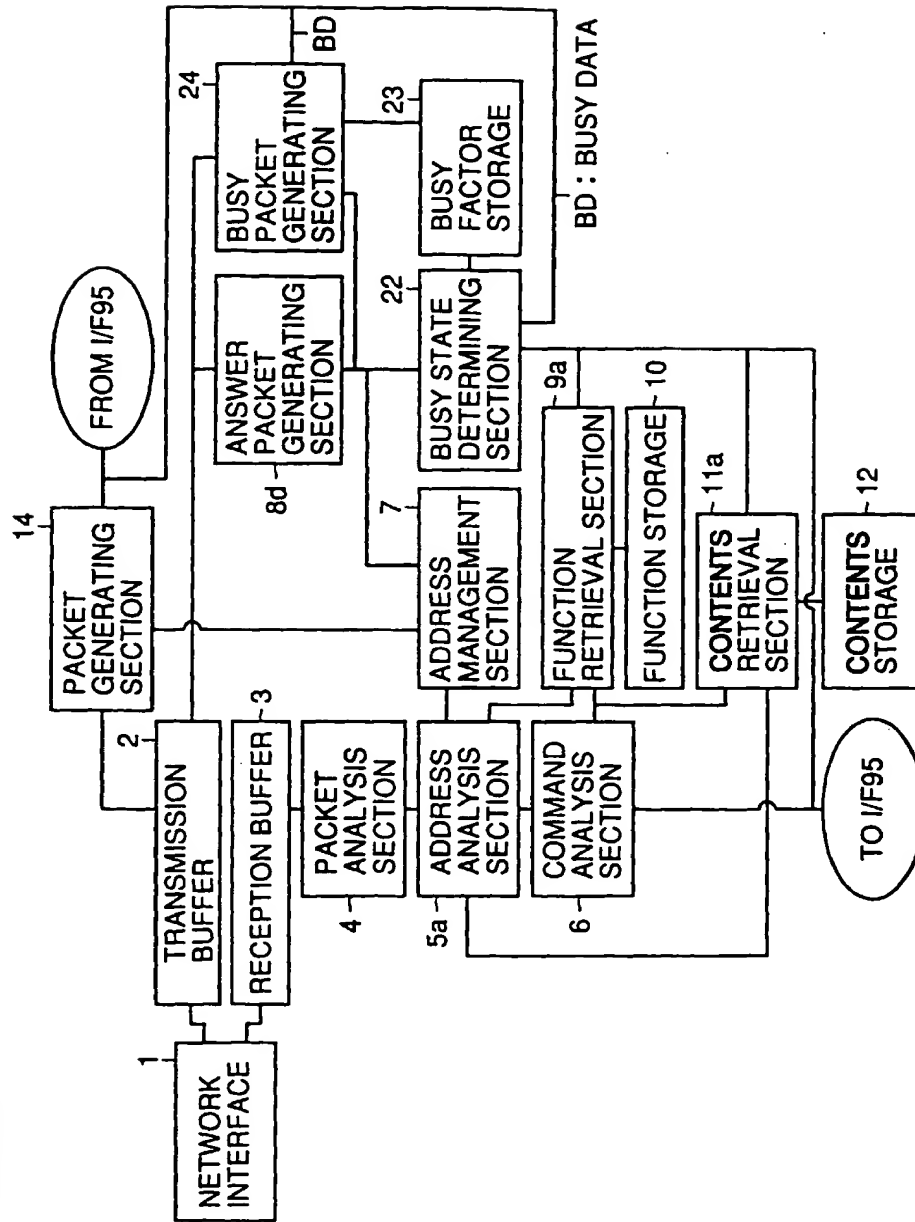 1
NETWORK
INTERFACE
2
TRANSMISSION
BUFFER
RECEPTION BUFFER
3
14
PACKET
GENERATING
SECTION
FROM I/F95
PACKET
ANALYSIS
SECTION
4
ADDRESS
ANALYSIS
SECTION
5a
COMMAND
ANALYSIS
SECTION
6
7
ADDRESS
MANAGEMENT
SECTION
ANSWER
PACKET
GENERATING
SECTION
8d
24
BUSY
PACKET
GENERATING
SECTION
BD
22
BUSY STATE
DETERMINING
SECTION
23
BUSY
FACTOR
STORAGE
BD : BUSY DATA
FUNCTION
RETRIEVAL SECTION
9a
FUNCTION STORAGE
10
CONTENTS
RETRIEVAL
SECTION
11a
12
CONTENTS
STORAGE
TO I/F95